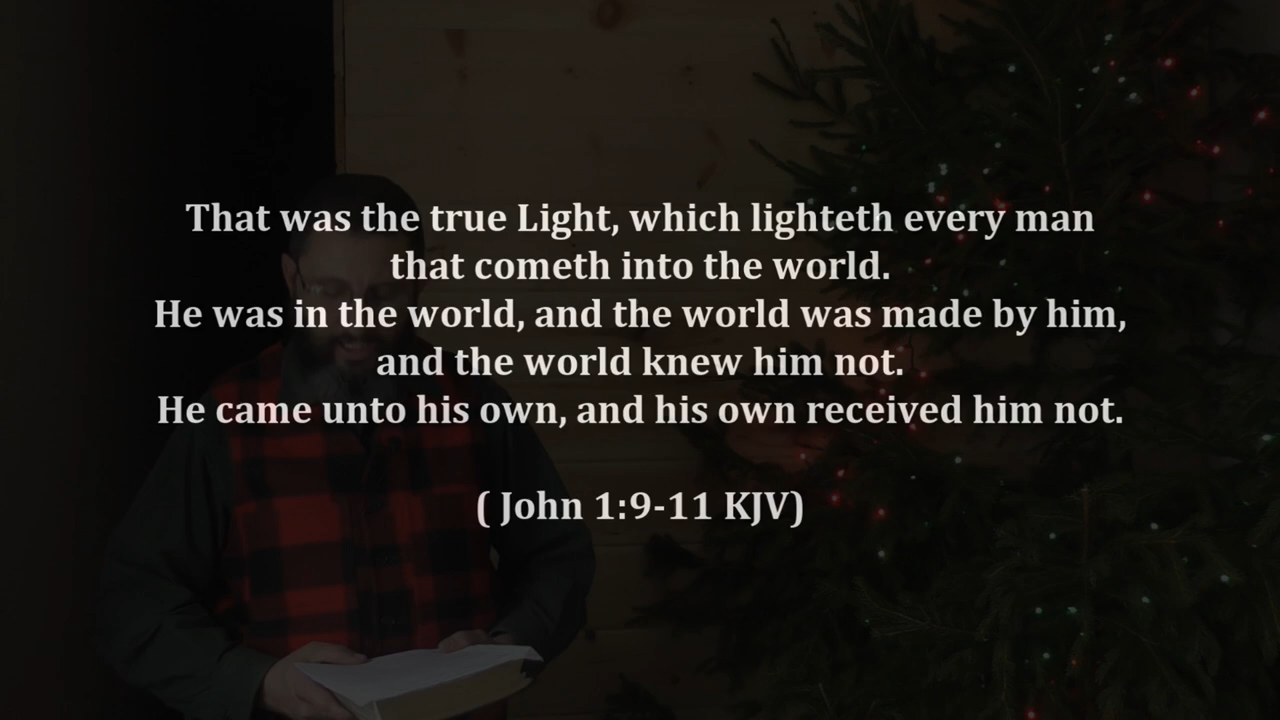 That was the true Light, which lighteth every man
that cometh into the world.
He was in the world, and the world was made by him,
and the world knew him not.
He came unto his own, and his own received him not.
( John 1:9-11 KJV)